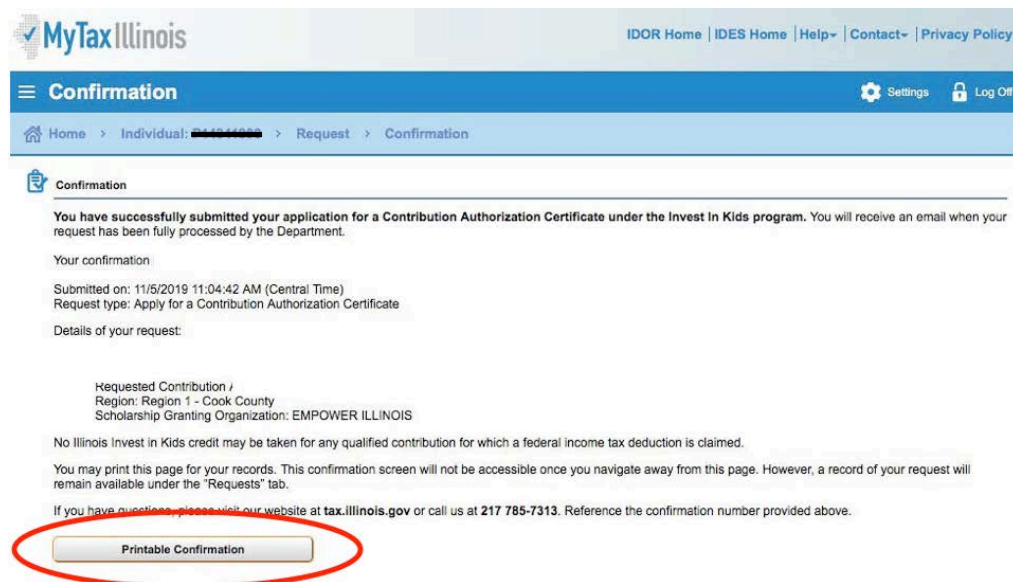 MyTax Illinois
IDOR Home | IDES Home | Help | Contact | Privacy Policy
Confirmation
Settings
Log Off
Home > Individual: > Request > Confirmation
Confirmation
You have successfully submitted your application for a Contribution Authorization Certificate under the Invest In Kids program. You will receive an email when your
request has been fully processed by the Department.
Your confirmation
Submitted on: 11/5/2019 11:04:42 AM (Central Time)
Request type: Apply for a Contribution Authorization Certificate
Details of your request:
Requested Contribution
Region: Region 1 - Cook County
Scholarship Granting Organization: EMPOWER ILLINOIS
No Illinois Invest in Kids credit may be taken for any qualified contribution for which a federal income tax deduction is claimed.
You may print this page for your records. This confirmation screen will not be accessible once you navigate away from this page. However, a record of your request will
remain available under the "Requests" tab.
If you have questions, please visit our website at tax.illinois.gov or call us at 217 785-7313. Reference the confirmation number provided above.
Printable Confirmation